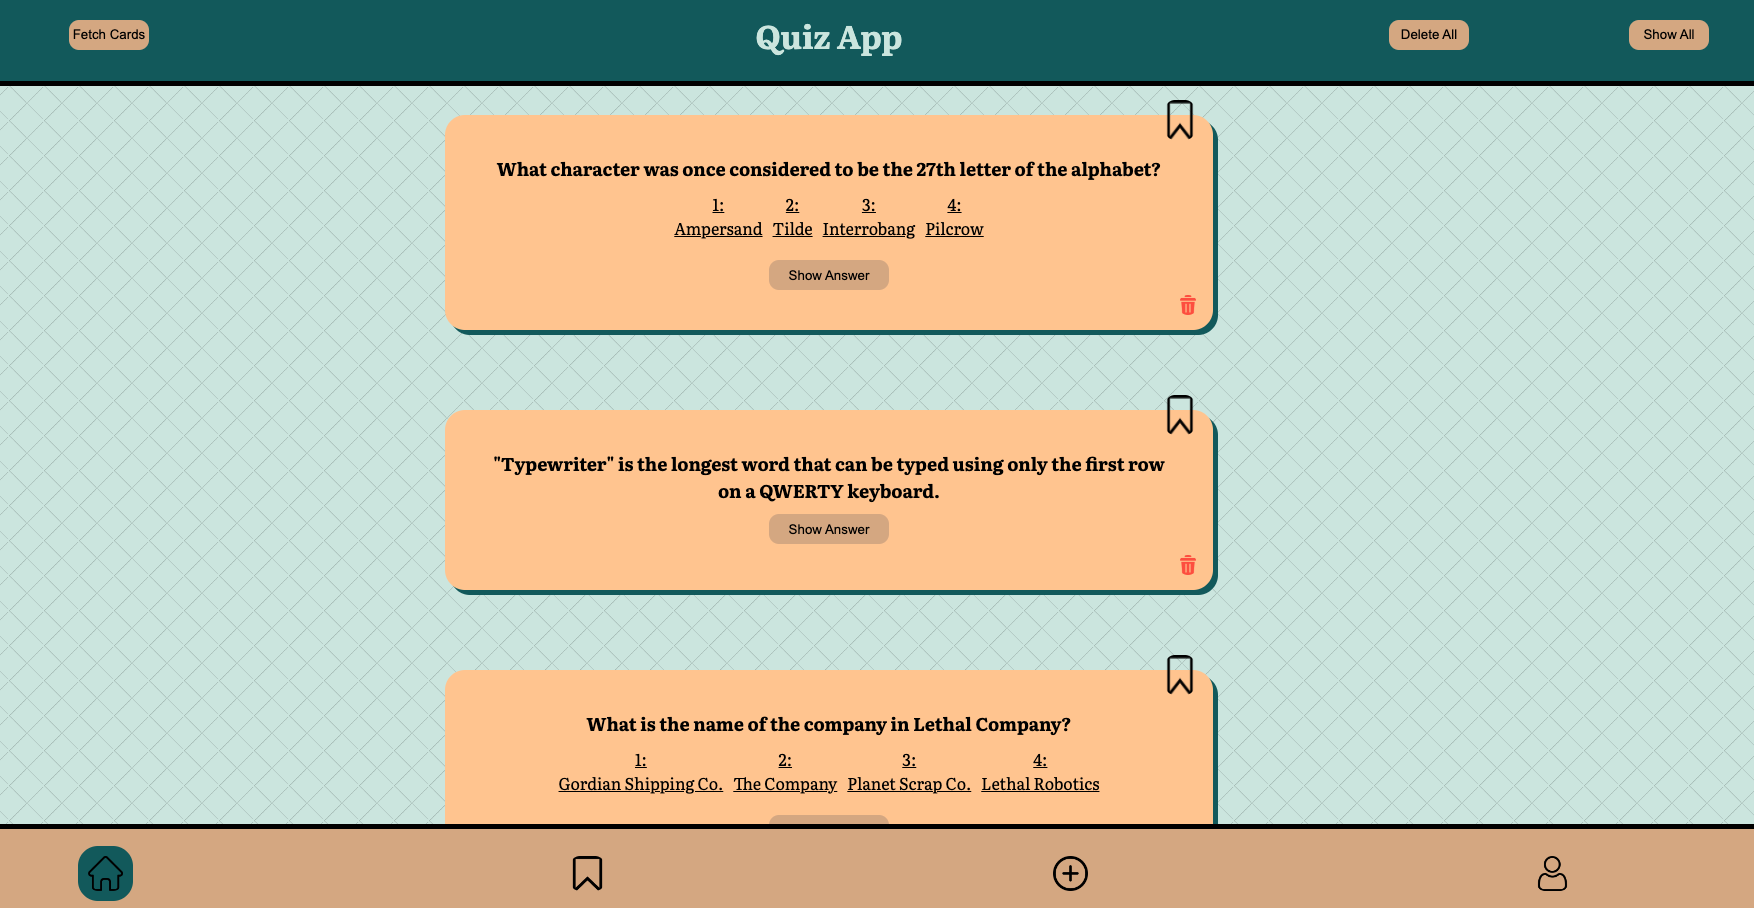 Fetch Cards
Quiz App
Delete All
Show All
What character was once considered to be the 27th letter of the alphabet?
1: 2: 3: 4:
Ampersand Tilde Interrobang Pilcrow
Show Answer
"Typewriter" is the longest word that can be typed using only the first row
on a QWERTY keyboard.
Show Answer
What is the name of the company in Lethal Company?
1: 2: 3: 4:
Gordian Shipping Co. The Company Planet Scrap Co. Lethal Robotics